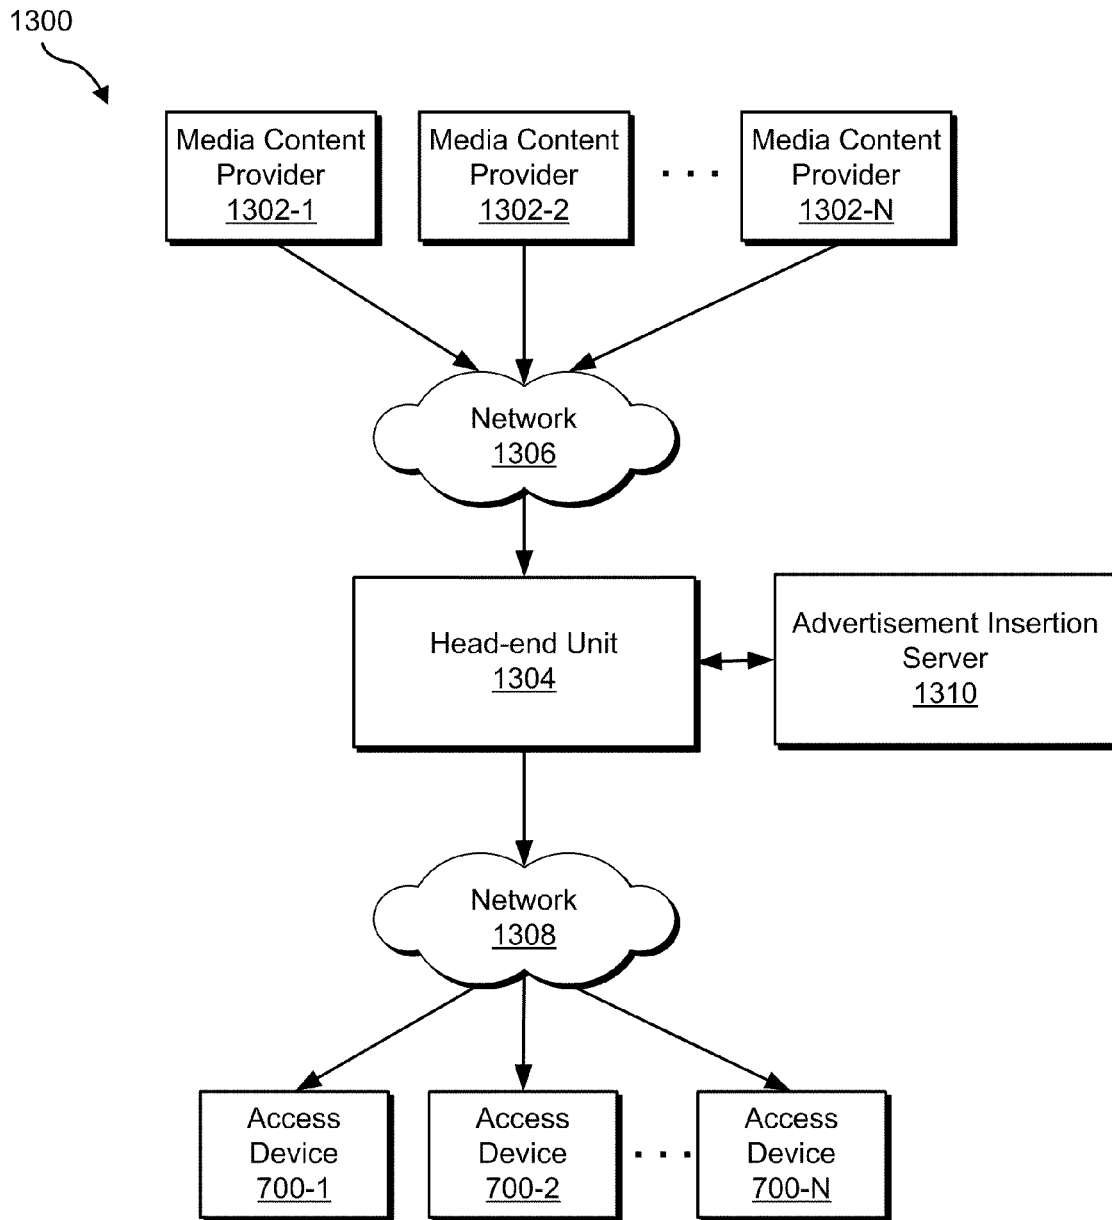 1300
Media Content
Provider
1302-1
Media Content
Provider
1302-2
. . .
Media Content
Provider
1302-N
Network
1306
Head-end Unit
1304
Advertisement Insertion
Server
1310
Network
1308
Access
Device
700-1
Access
Device
700-2
. . .
Access
Device
700-N